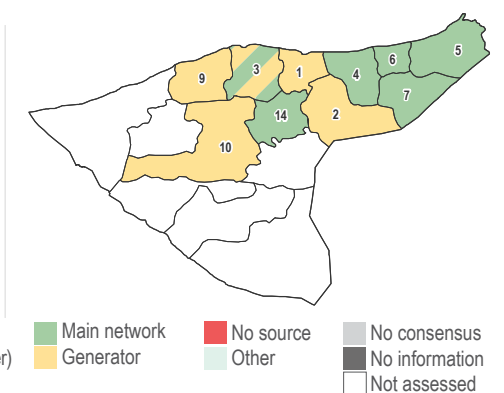 5
6
3
1
4
9
7
14
2
10
Main network
No source
No consensus
er)
Generator
Other
No information
Not assessed